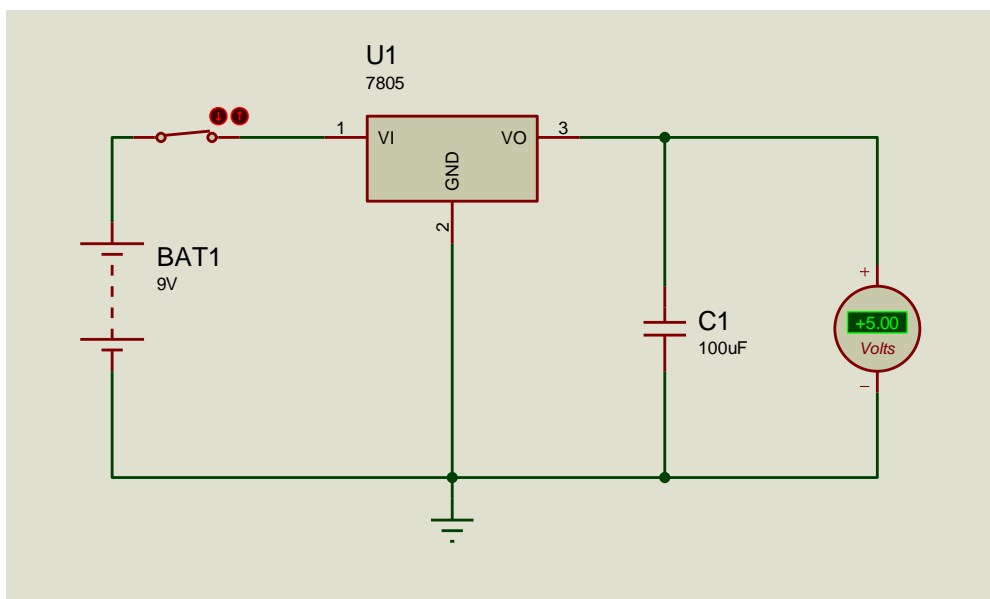 U1
7805
1
VI
VO
3
GND
2
BAT1
9V
+
+5.00
Volts
−
C1
100uF